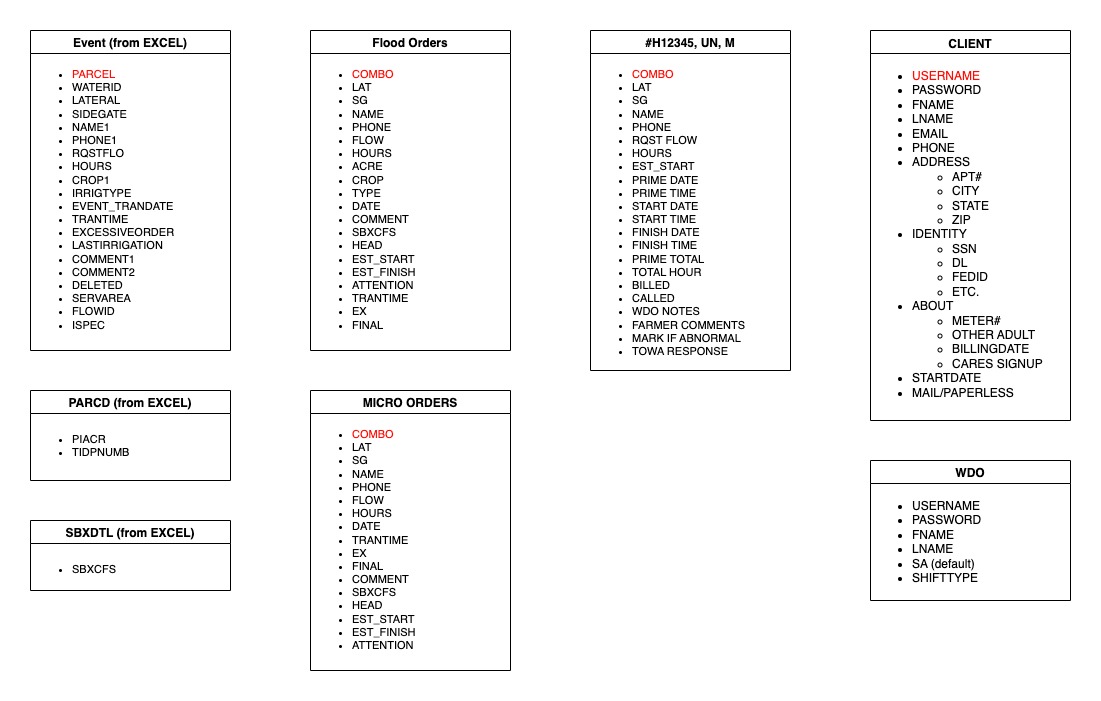 Event (from EXCEL)
PARCEL
WATERID
LATERAL
SIDEGATE
NAME1
PHONE1
RQSTFLO
HOURS
CROP1
IRRIGTYPE
EVENT_TRANDATE
TRANTIME
EXCESSIVEORDER
LASTIRRIGATION
COMMENT1
COMMENT2
DELETED
SERVAREA
FLOWID
ISPEC
PARCD (from EXCEL)
PIACR
TIDPNUMB
SBXDTL (from EXCEL)
SBXCFS
Flood Orders
COMBO
LAT
SG
NAME
PHONE
FLOW
HOURS
ACRE
CROP
TYPE
DATE
COMMENT
SBXCFS
HEAD
EST_START
EST_FINISH
ATTENTION
TRANTIME
EX
FINAL
MICRO ORDERS
COMBO
LAT
SG
NAME
PHONE
FLOW
HOURS
DATE
TRANTIME
EX
FINAL
COMMENT
SBXCFS
HEAD
EST_START
EST_FINISH
ATTENTION
#H12345, UN, M
COMBO
LAT
SG
NAME
PHONE
RQST FLOW
HOURS
EST_START
PRIME DATE
PRIME TIME
START DATE
START TIME
FINISH DATE
FINISH TIME
PRIME TOTAL
TOTAL HOUR
BILLED
CALLED
WDO NOTES
FARMER COMMENTS
MARK IF ABNORMAL
TOWA RESPONSE
CLIENT
USERNAME
PASSWORD
FNAME
LNAME
EMAIL
PHONE
ADDRESS
APT#
CITY
STATE
ZIP
IDENTITY
SSN
DL
FEDID
ETC.
ABOUT
METER#
OTHER ADULT
BILLINGDATE
CARES SIGNUP
STARTDATE
MAIL/PAPERLESS
WDO
USERNAME
PASSWORD
FNAME
LNAME
SA (default)
SHIFTTYPE